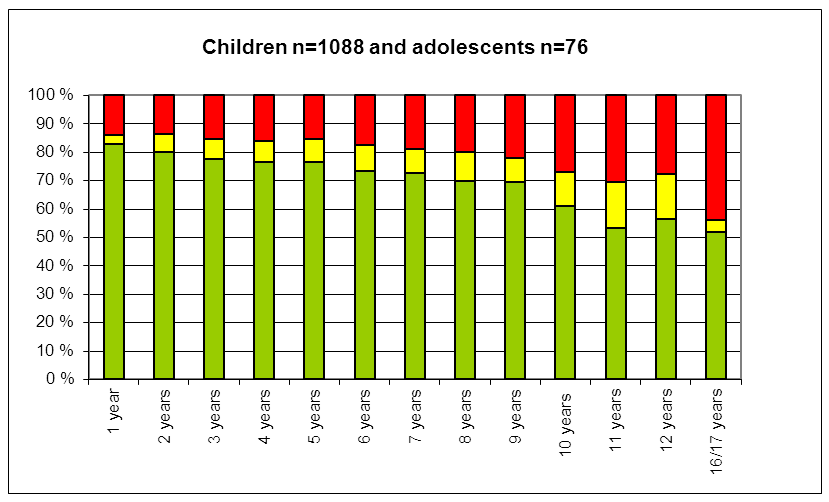 Children n=1088 and adolescents n=76
100 %
90 %
80 %
70 %
60 %
50 %
40 %
30 %
20 %
10 %
0 %
1 year
2 years
3 years
4 years
5 years
6 years
7 years
8 years
9 years
10 years
11 years
12 years
16/17 years